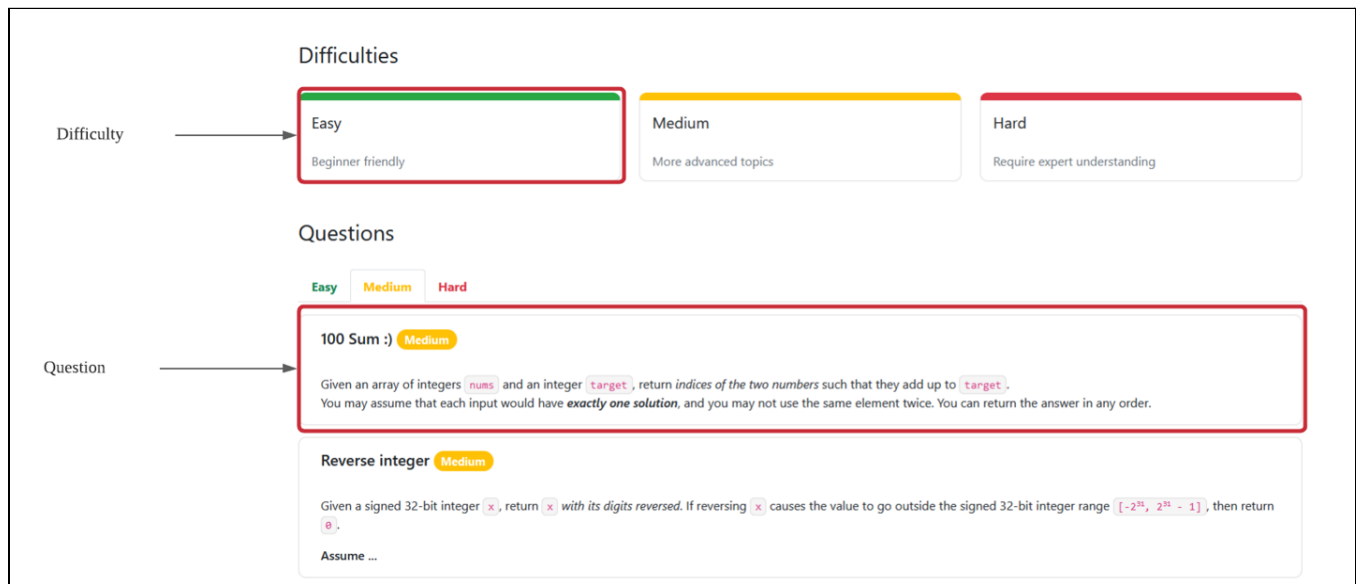 Difficulties
Difficulty
Easy
Beginner friendly
Medium
More advanced topics
Hard
Require expert understanding
Questions
Easy Medium Hard
Question
100 Sum :) Medium
Given an array of integers nums and an integer target, return indices of the two numbers such that they add up to target.
You may assume that each input would have exactly one solution, and you may not use the same element twice. You can return the answer in any order.
Reverse integer Medium
Given a signed 32-bit integer x, return x with its digits reversed. If reversing x causes the value to go outside the signed 32-bit integer range [-2³¹, 2³¹ - 1], then return
0.
Assume ...